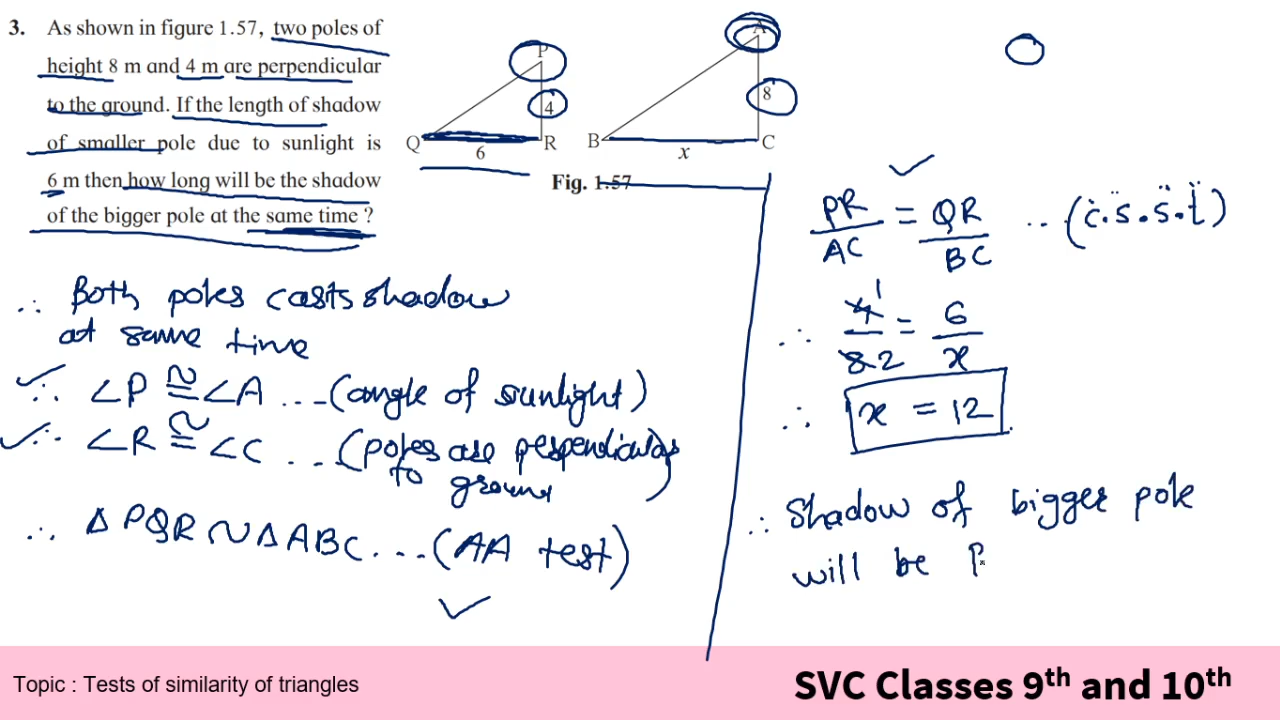 3. As shown in figure 1.57, two poles of
height 8 m and 4 m are perpendicular
to the ground. If the length of shadow
of smaller pole due to sunlight is
6 m then how long will be the shadow
of the bigger pole at the same time ?
P
4
Q
R
6
A
8
B
C
x
Fig. 1.57
∴ Both poles casts shadow
at same time
∴ ∠P ≅ ∠A ...(angle of sunlight)
∴ ∠R ≅ ∠C ...(poles are perpendicular
to ground)
∴ Δ PQR ~ Δ ABC ...(AA test)
PR/AC = QR/BC ...(c.s.s.t)
∴ 4 1/8 2 = 6/x
∴ x = 12
∴ Shadow of bigger pole
will be
Topic : Tests of similarity of triangles
SVC Classes 9th and 10th